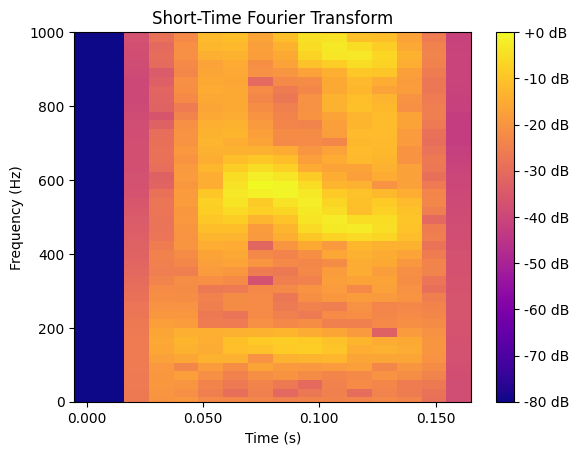 Short-Time Fourier Transform
1000
800
600
400
200
0
Frequency (Hz)
0.000
0.050
0.100
0.150
Time (s)
+0 dB
-10 dB
-20 dB
-30 dB
-40 dB
-50 dB
-60 dB
-70 dB
-80 dB